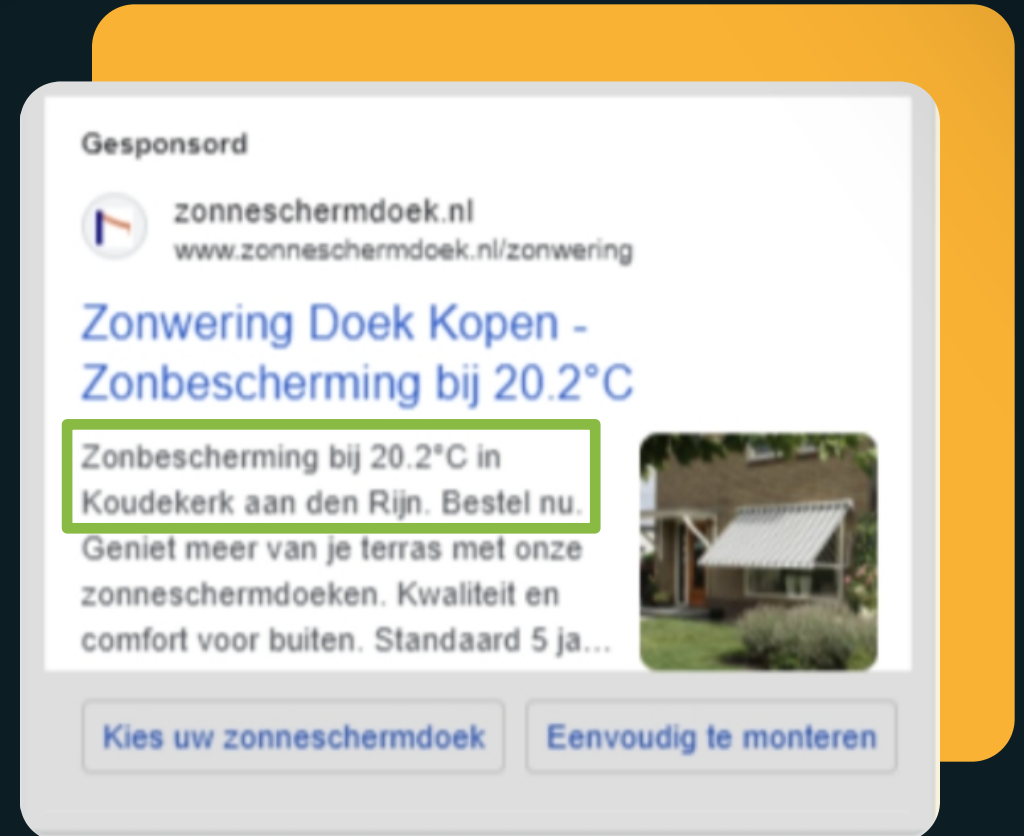 Gesponsord
zonneschermdoek.nl
www.zonneschermdoek.nl/zonwering
Zonwering Doek Kopen -
Zonbescherming bij 20.2°C
Zonbescherming bij 20.2°C in
Koudekerk aan den Rijn. Bestel nu.
Geniet meer van je terras met onze
zonneschermdoeken. Kwaliteit en
comfort voor buiten. Standaard 5 ja...
Kies uw zonneschermdoek
Eenvoudig te monteren